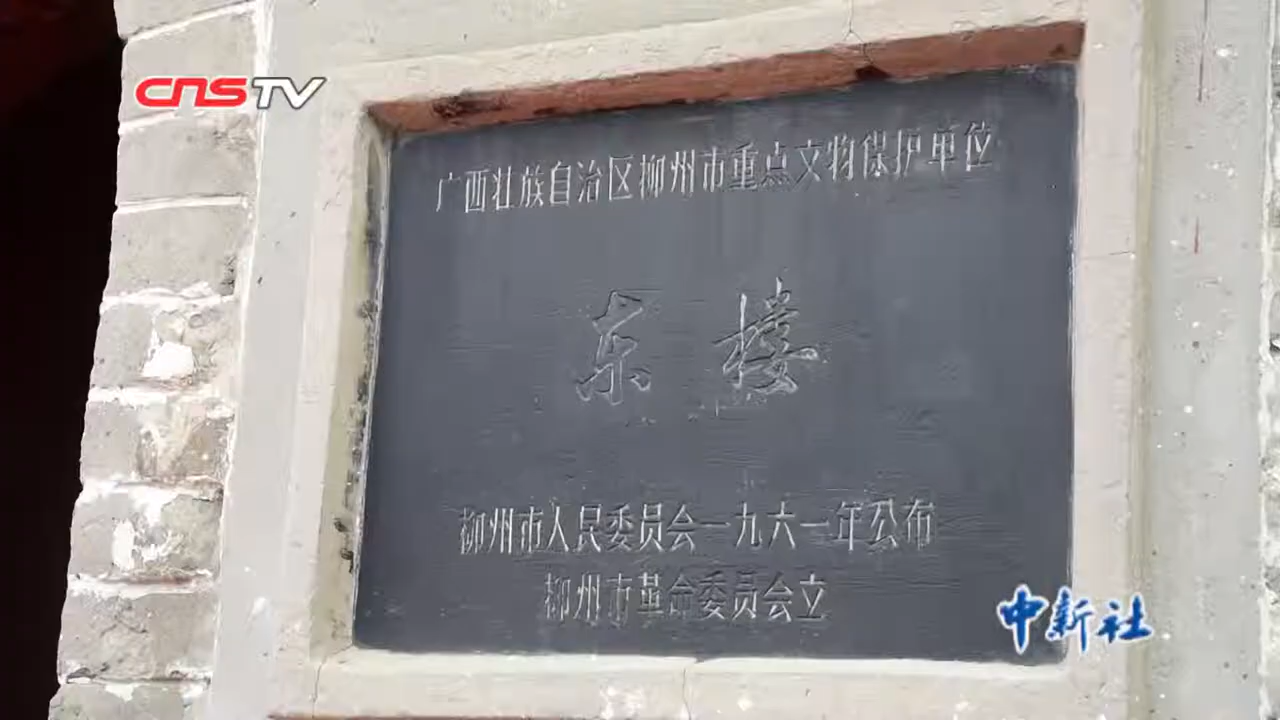 CNSTV
广西壮族自治区柳州市重点文物保护单位
东楼
柳州市人民委员会一九六一年公布
柳州市革命委员会立
中新社